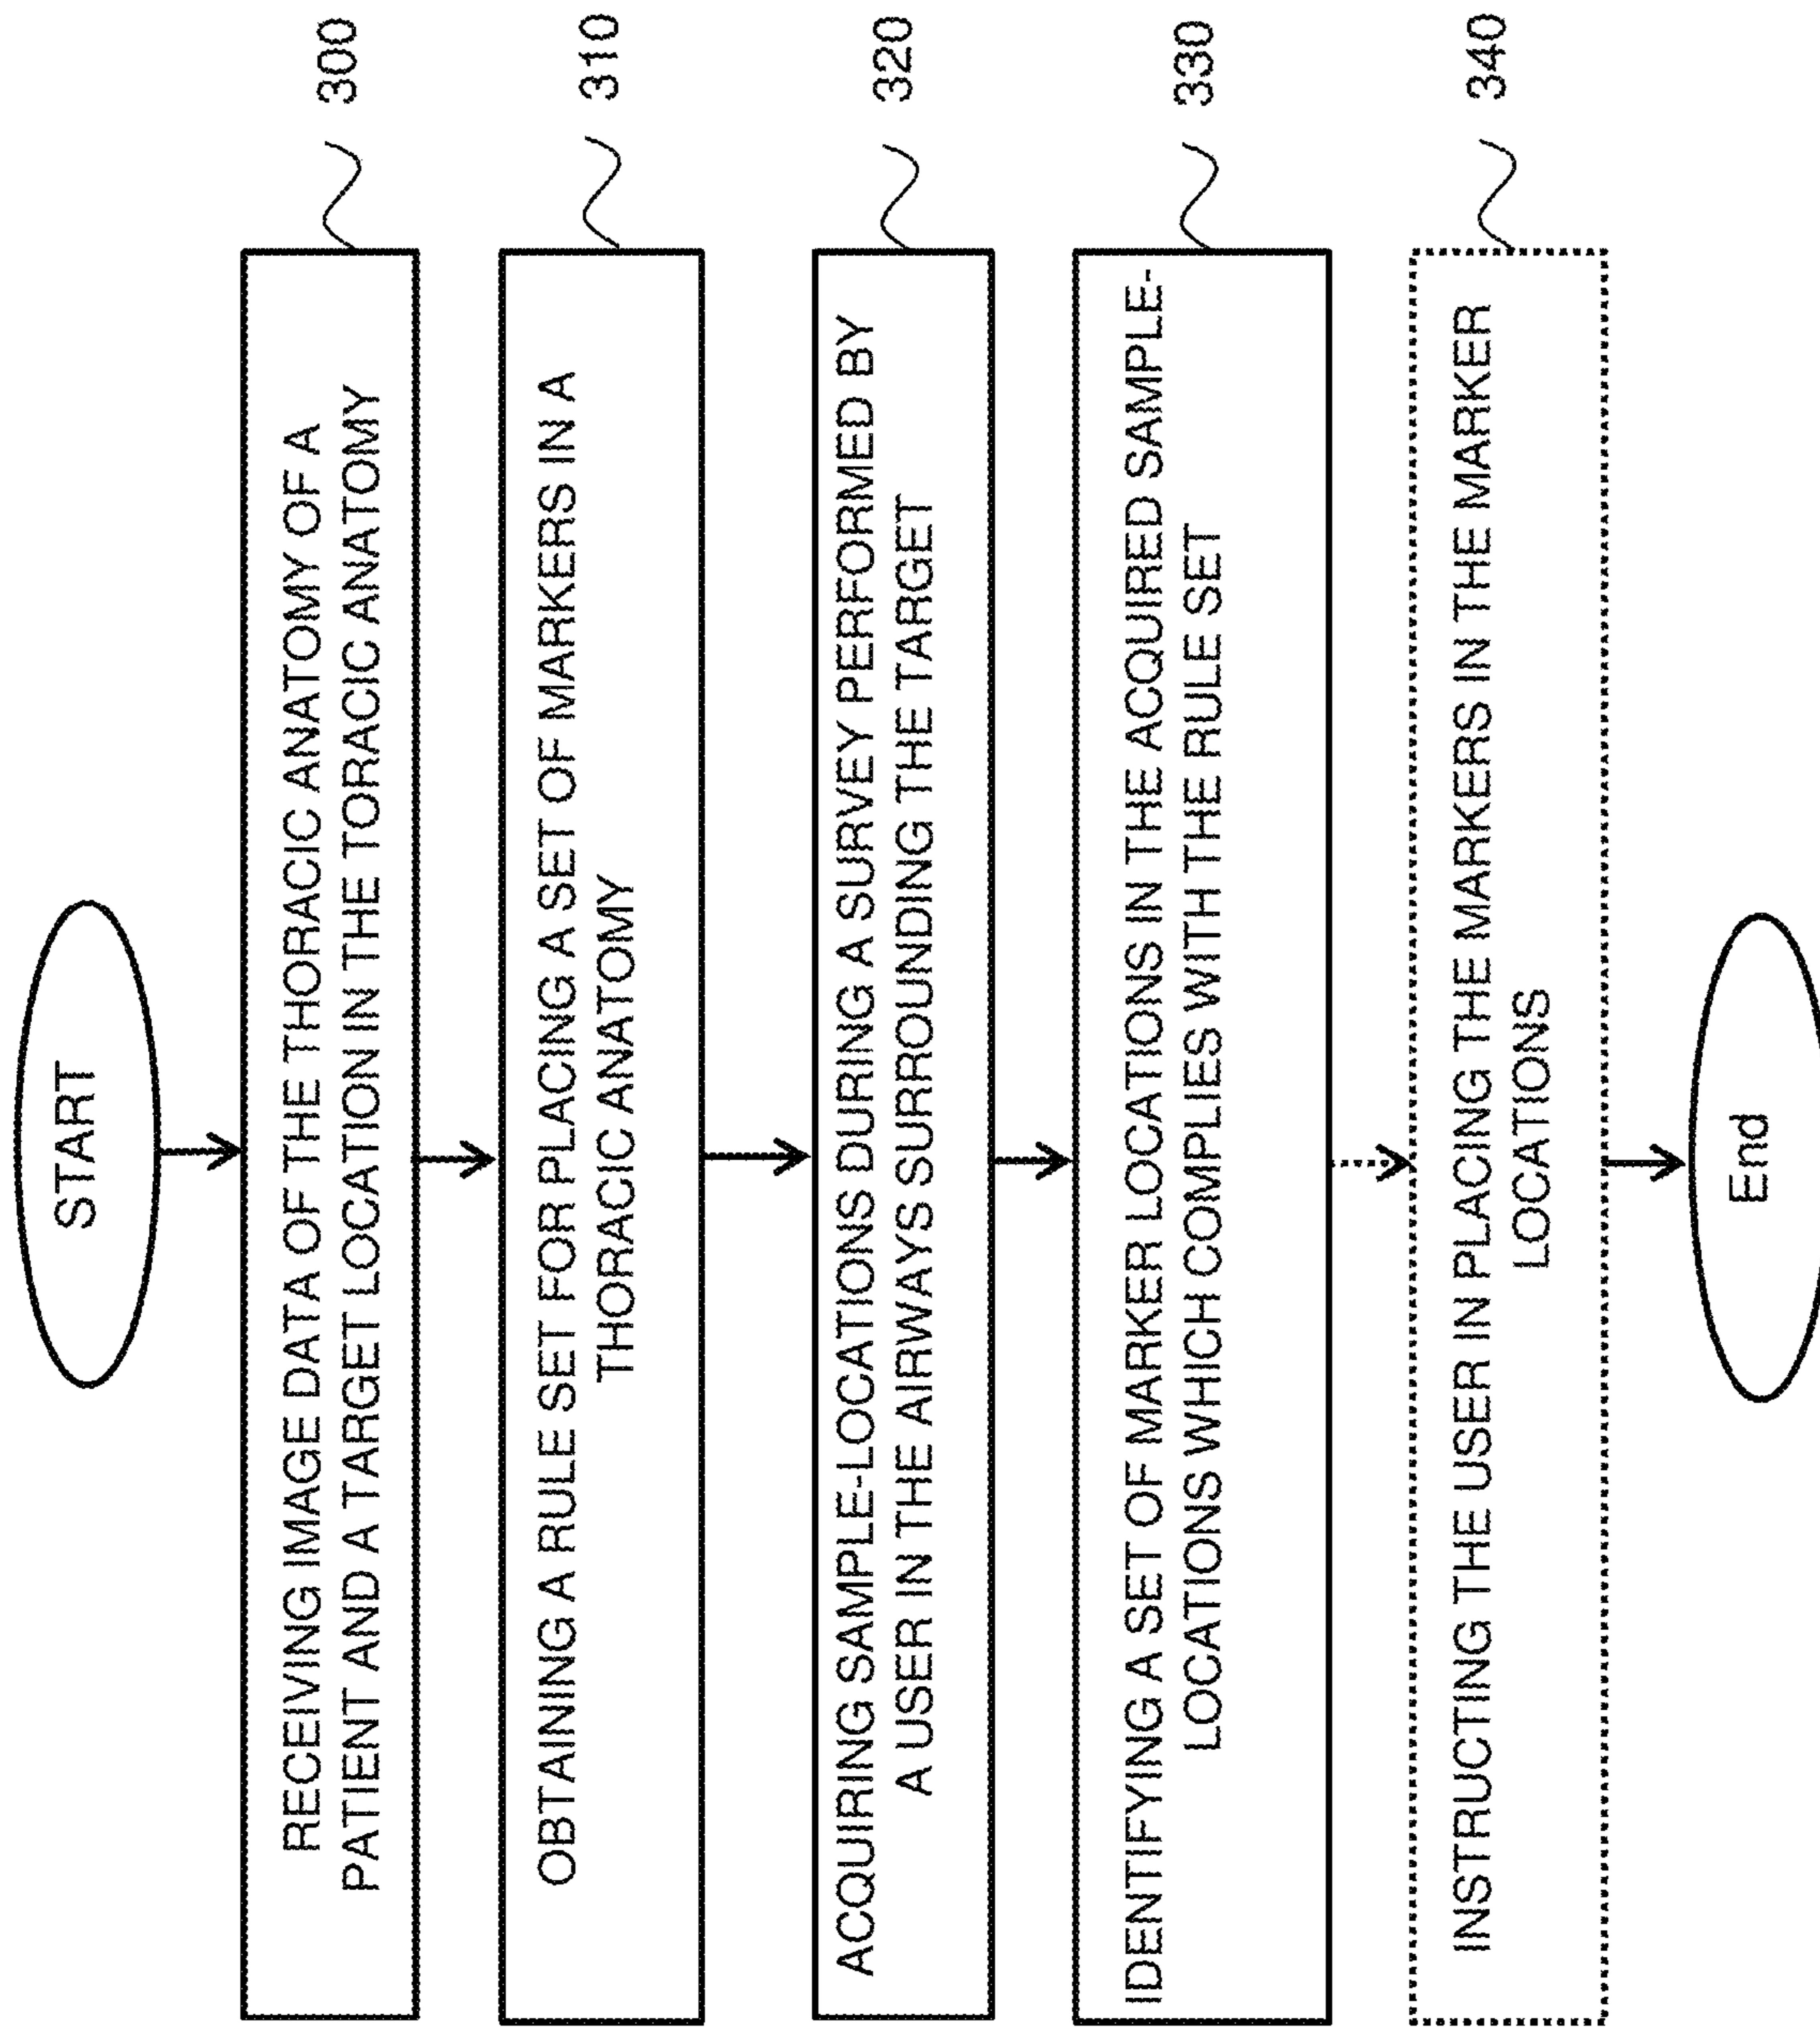 START
RECEIVING IMAGE DATA OF THE THORACIC ANATOMY OF A
PATIENT AND A TARGET LOCATION IN THE TORACIC ANATOMY
300
OBTAINING A RULE SET FOR PLACING A SET OF MARKERS IN A
THORACIC ANATOMY
310
ACQUIRING SAMPLE-LOCATIONS DURING A SURVEY PERFORMED BY
A USER IN THE AIRWAYS SURROUNDING THE TARGET
320
IDENTIFYING A SET OF MARKER LOCATIONS IN THE ACQUIRED SAMPLE-
LOCATIONS WHICH COMPLIES WITH THE RULE SET
330
INSTRUCTING THE USER IN PLACING THE MARKERS IN THE MARKER
LOCATIONS
340
End